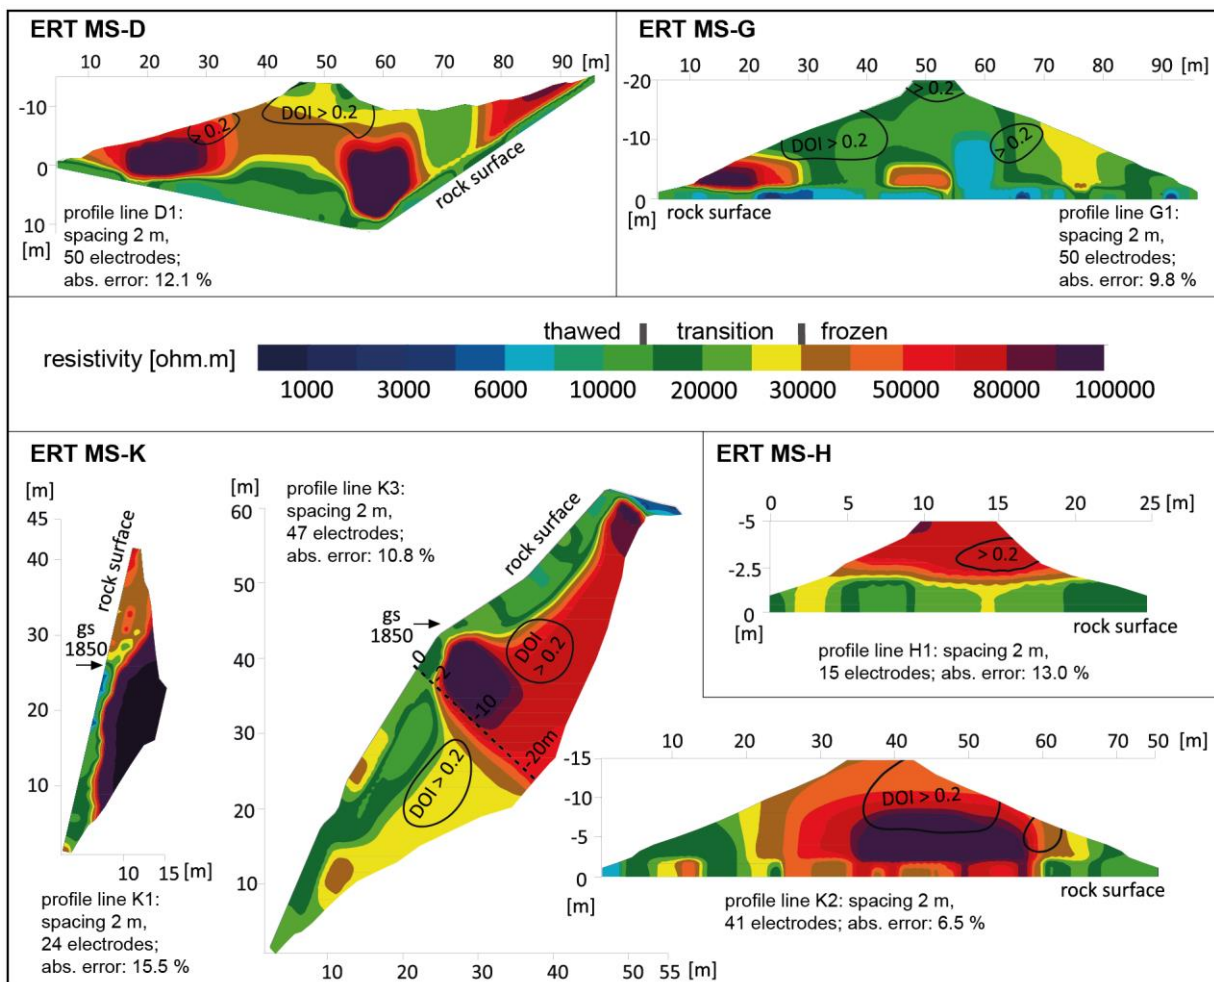 ERT MS-D
10 20 30 40 50 60 70 80 90 [m]
-10
0
10
[m]
> 0.2
DOI > 0.2
rock surface
profile line D1:
spacing 2 m,
50 electrodes;
abs. error: 12.1 %
ERT MS-G
10 20 30 40 50 60 70 80 90 [m]
-20
-10
0
[m]
> 0.2
DOI > 0.2
> 0.2
rock surface
profile line G1:
spacing 2 m,
50 electrodes;
abs. error: 9.8 %
thawed transition frozen
resistivity [ohm.m]
1000 3000 6000 10000 20000 30000 50000 80000 100000
ERT MS-K
[m]
45
40
30
20
10
rock surface
gs
1850
10 15 [m]
profile line K1:
spacing 2 m,
24 electrodes;
abs. error: 15.5 %
[m]
60
50
40
30
20
10
profile line K3:
spacing 2 m,
47 electrodes;
abs. error: 10.8 %
rock surface
gs
1850
0
-2
-10
-20m
DOI
> 0.2
DOI > 0.2
10 20 30 40 50 55 [m]
ERT MS-H
0 5 10 15 20 25
[m]
-5
-2.5
0
[m]
> 0.2
rock surface
profile line H1: spacing 2 m,
15 electrodes; abs. error: 13.0 %
10 20 30 40 50 60 70 50 [m]
-15
-10
-5
0
[m]
DOI > 0.2
rock surface
profile line K2: spacing 2 m,
41 electrodes; abs. error: 6.5 %